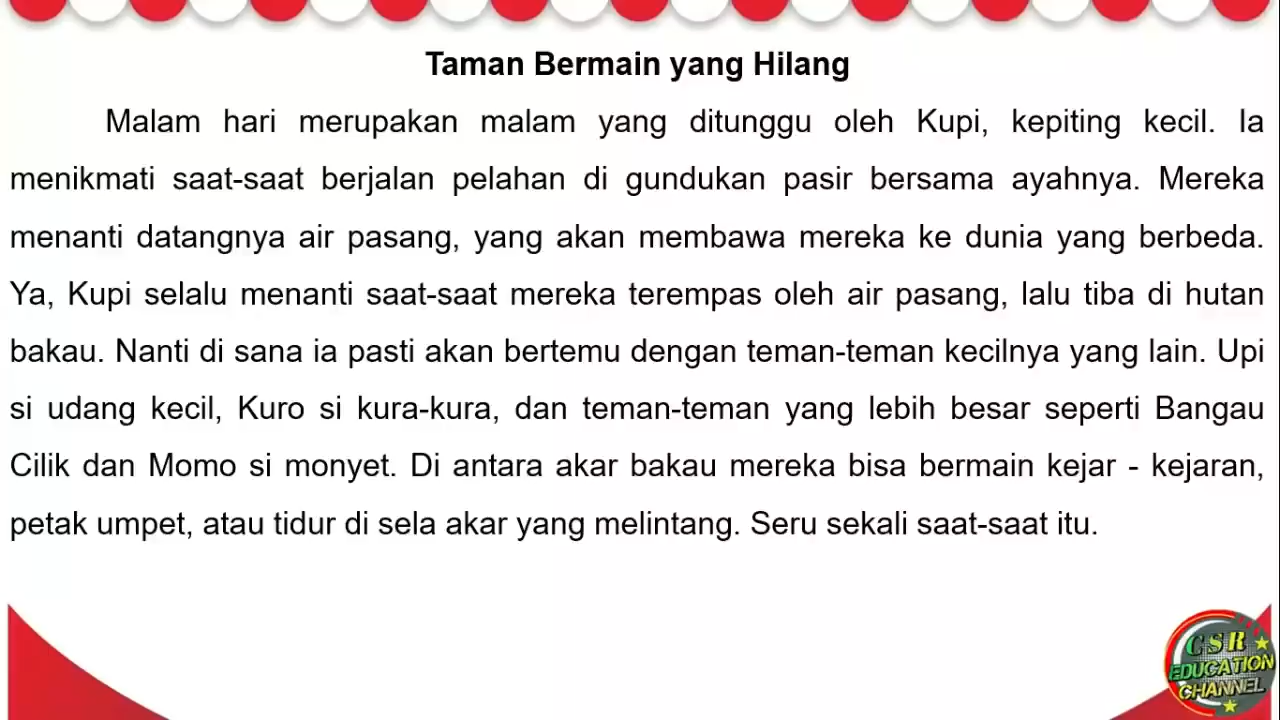 Taman Bermain yang Hilang
Malam hari merupakan malam yang ditunggu oleh Kupi, kepiting kecil. Ia
menikmati saat-saat berjalan pelahan di gundukan pasir bersama ayahnya. Mereka
menanti datangnya air pasang, yang akan membawa mereka ke dunia yang berbeda.
Ya, Kupi selalu menanti saat-saat mereka terempas oleh air pasang, lalu tiba di hutan
bakau. Nanti di sana ia pasti akan bertemu dengan teman-teman kecilnya yang lain. Upi
si udang kecil, Kuro si kura-kura, dan teman-teman yang lebih besar seperti Bangau
Cilik dan Momo si monyet. Di antara akar bakau mereka bisa bermain kejar - kejaran,
petak umpet, atau tidur di sela akar yang melintang. Seru sekali saat-saat itu.
CSR
EDUCATION
CHANNEL